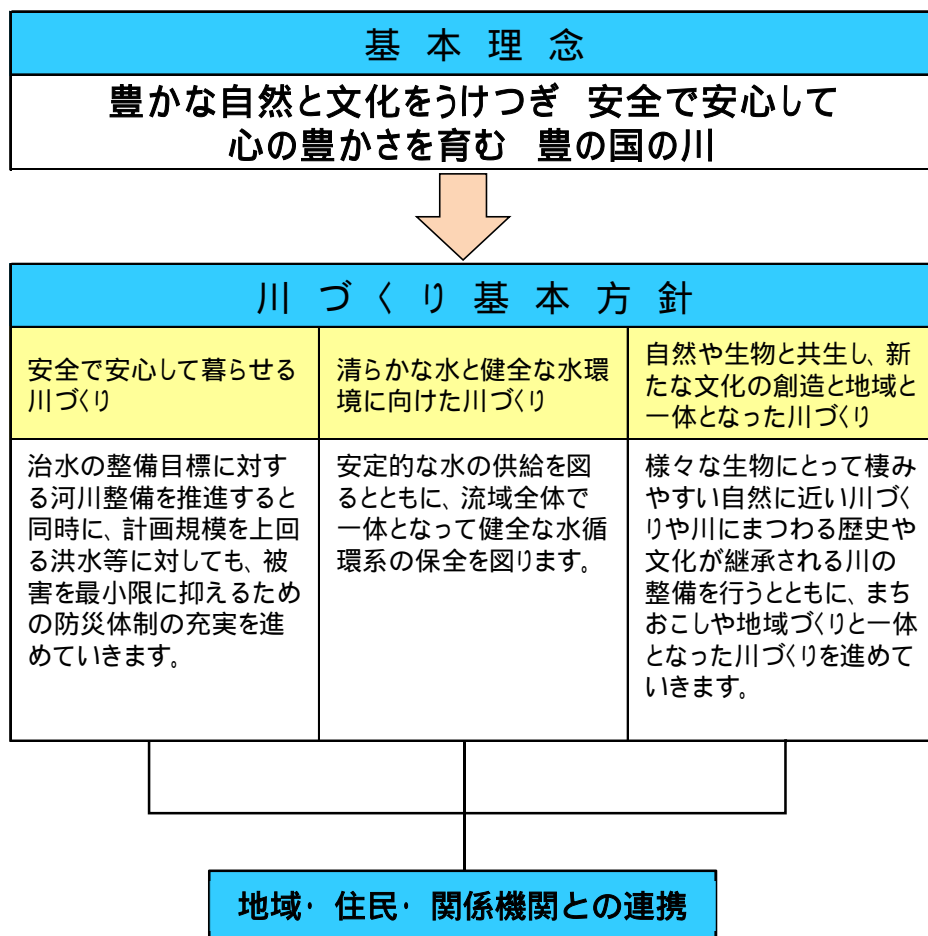 基本理念
豊かな自然と文化をうけつぎ 安全で安心して
心の豊かさを育む 豊の国の川
川づくり基本方針
安全で安心して暮らせる
川づくり
清らかな水と健全な水環
境に向けた川づくり
自然や生物と共生し、新
たな文化の創造と地域と
一体となった川づくり
治水の整備目標に対す
る河川整備を推進すると
同時に、計画規模を上回
る洪水等に対しても、被
害を最小限に抑えるため
の防災体制の充実を進
めていきます。
安定的な水の供給を図
るとともに、流域全体で
一体となって健全な水循
環系の保全を図ります。
様々な生物にとって棲み
やすい自然に近い川づく
りや川にまつわる歴史や
文化が継承される川の
整備を行うとともに、まち
おこしや地域づくりと一体
となった川づくりを進めて
いきます。
地域・住民・関係機関との連携